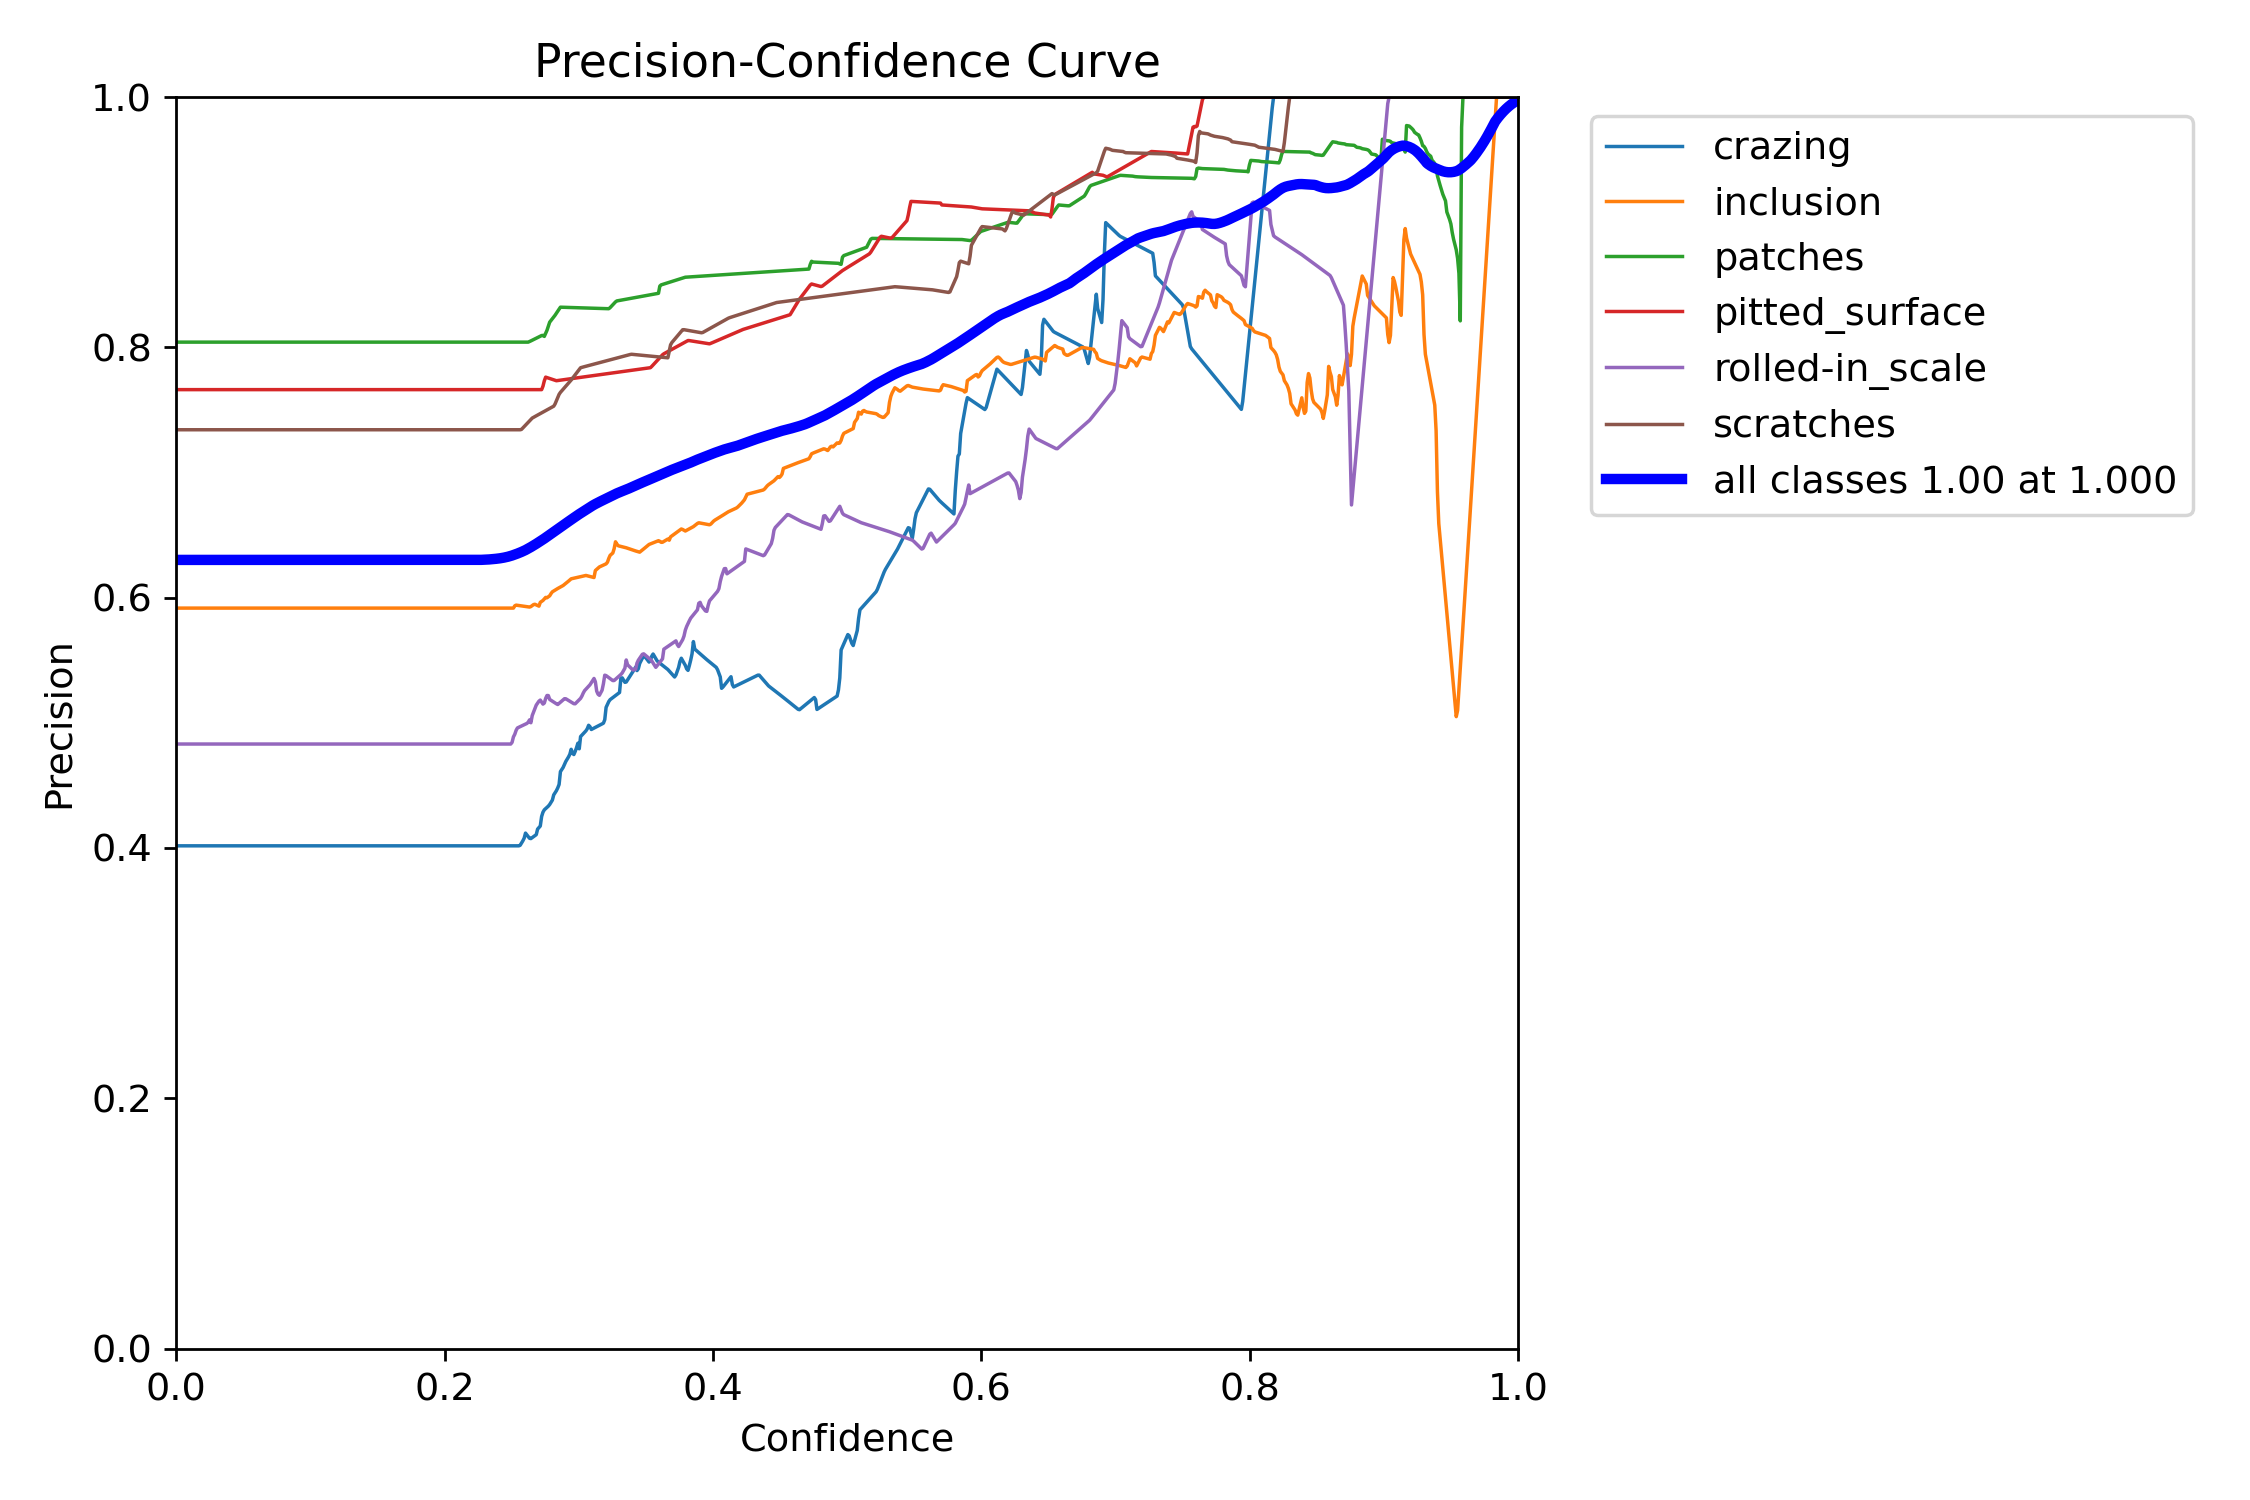 Precision-Confidence Curve
1.0
0.8
0.6
0.4
0.2
0.0
Precision
0.0 0.2 0.4 0.6 0.8 1.0
Confidence
crazing
inclusion
patches
pitted_surface
rolled-in_scale
scratches
all classes 1.00 at 1.000